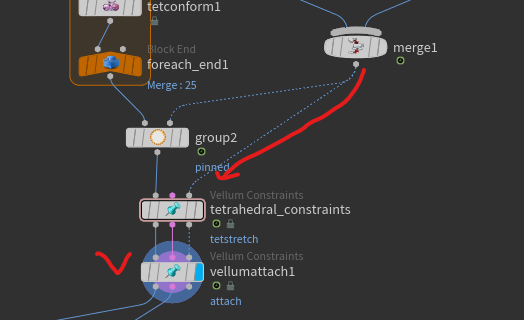 tetconform1
Block End
foreach_end1
Merge : 25
merge1
group2
pinned
Vellum Constraints
tetrahedral_constraints
tetstretch
Vellum Constraints
vellumattach1
attach